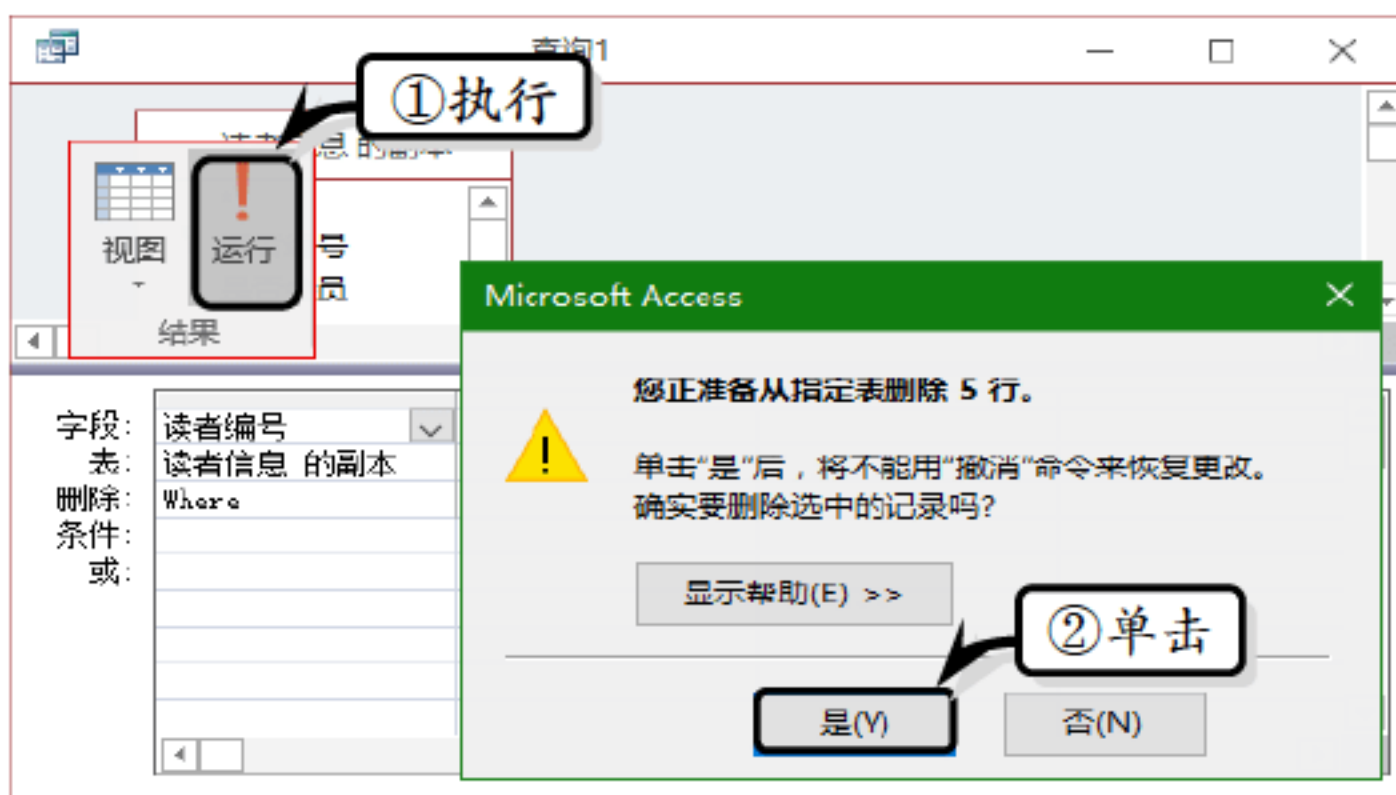 查询1
①执行
息 的副本
视图
运行
号
员
结果
Microsoft Access
您正准备从指定表删除 5 行。
单击“是”后，将不能用“撤消”命令来恢复更改。
确实要删除选中的记录吗?
显示帮助(E) >>
②单击
是(Y)
否(N)
字段: 读者编号
表: 读者信息 的副本
删除: Where
条件:
或: